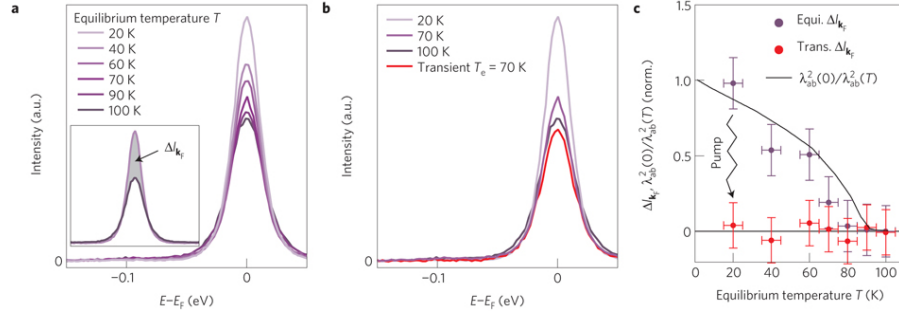 a
Equilibrium temperature T
20 K
40 K
60 K
70 K
90 K
100 K
ΔI_kF
Intensity (a.u.)
0
−0.1
0
E−E_F (eV)
b
20 K
70 K
100 K
Transient T_e = 70 K
Intensity (a.u.)
0
−0.1
0
E−E_F (eV)
c
Equi. ΔI_kF
Trans. ΔI_kF
λ²_ab(0)/λ²_ab(T)
ΔI_kF, λ²_ab(0)/λ²_ab(T) (norm.)
1.0
0.5
0
Pump
0
20
40
60
80
100
Equilibrium temperature T (K)